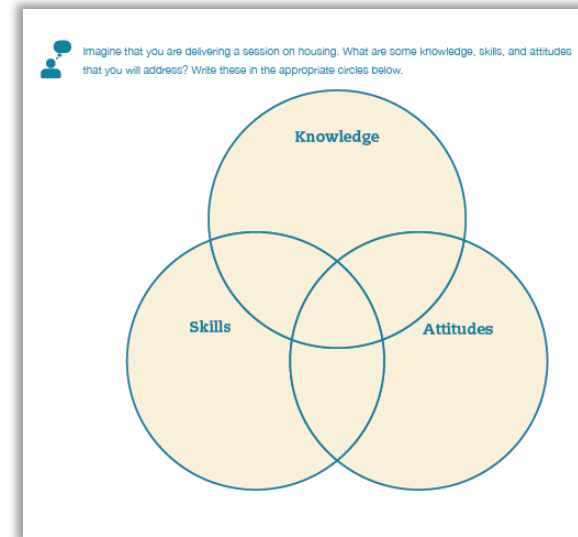 Imagine that you are delivering a session on housing. What are some knowledge, skills, and attitudes
that you will address? Write these in the appropriate circles below.
Knowledge
Skills
Attitudes